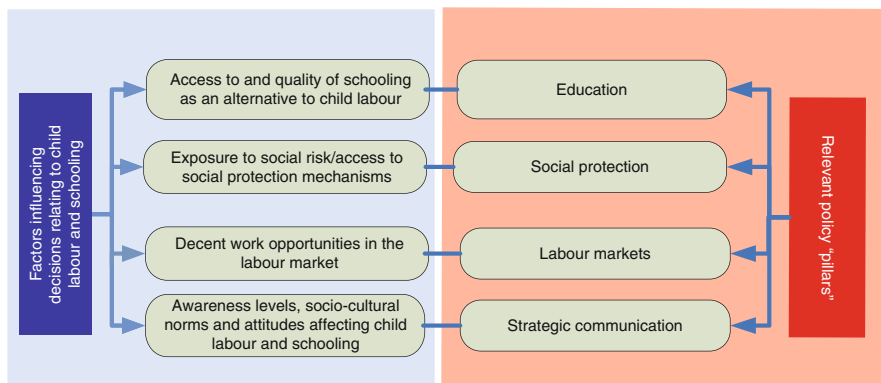 Factors influencing
decisions relating to child
labour and schooling
Access to and quality of schooling
as an alternative to child labour
Education
Exposure to social risk/access to
social protection mechanisms
Social protection
Decent work opportunities in the
labour market
Labour markets
Awareness levels, socio-cultural
norms and attitudes affecting child
labour and schooling
Strategic communication
Relevant policy “pillars”